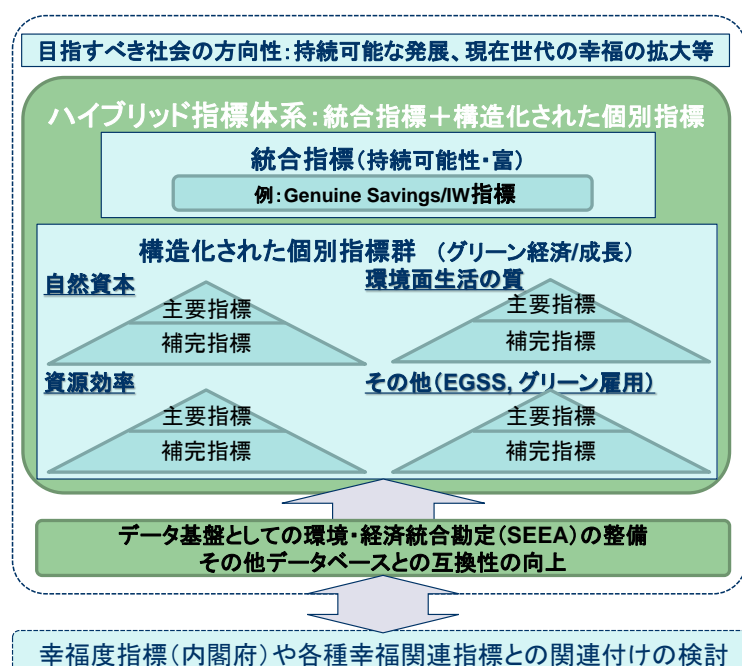 目指すべき社会の方向性：持続可能な発展、現在世代の幸福の拡大等
ハイブリッド指標体系：統合指標＋構造化された個別指標
統合指標（持続可能性・富）
例：Genuine Savings/IW指標
構造化された個別指標群　（グリーン経済/成長）
自然資本
主要指標
補完指標
環境面生活の質
主要指標
補完指標
資源効率
主要指標
補完指標
その他（EGSS, グリーン雇用）
主要指標
補完指標
データ基盤としての環境・経済統合勘定（SEEA）の整備
その他データベースとの互換性の向上
幸福度指標（内閣府）や各種幸福関連指標との関連付けの検討